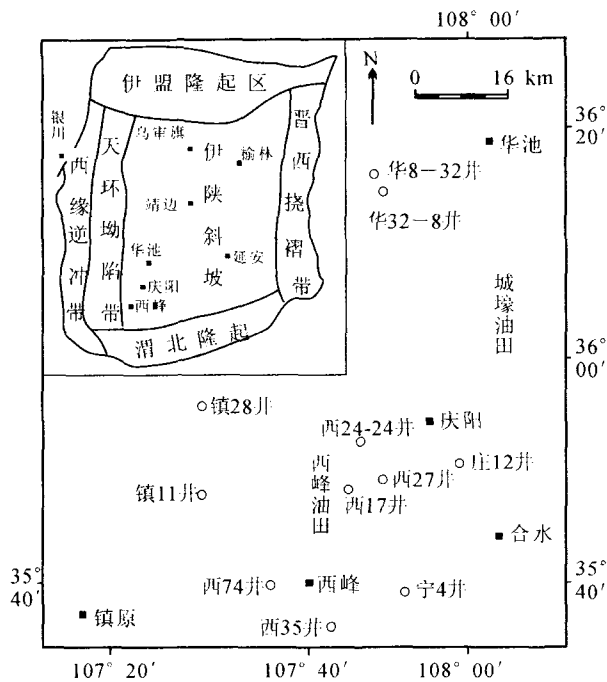 108° 00′
N
0 16 km
36° 20′
华池
华8－32井
华32－8井
城壕油田
36° 00′
伊盟隆起区
银川
西缘逆冲带
天环坳陷带
乌审旗
伊陕斜坡
榆林
晋西挠褶带
靖边
华池
延安
庆阳
西峰
渭北隆起
镇28井
西24-24井
庆阳
西峰油田
庄12井
西27井
镇11井
西17井
合水
35° 40′
35° 40′
西74井
西峰
宁4井
镇原
西35井
107° 20′
107° 40′
108° 00′